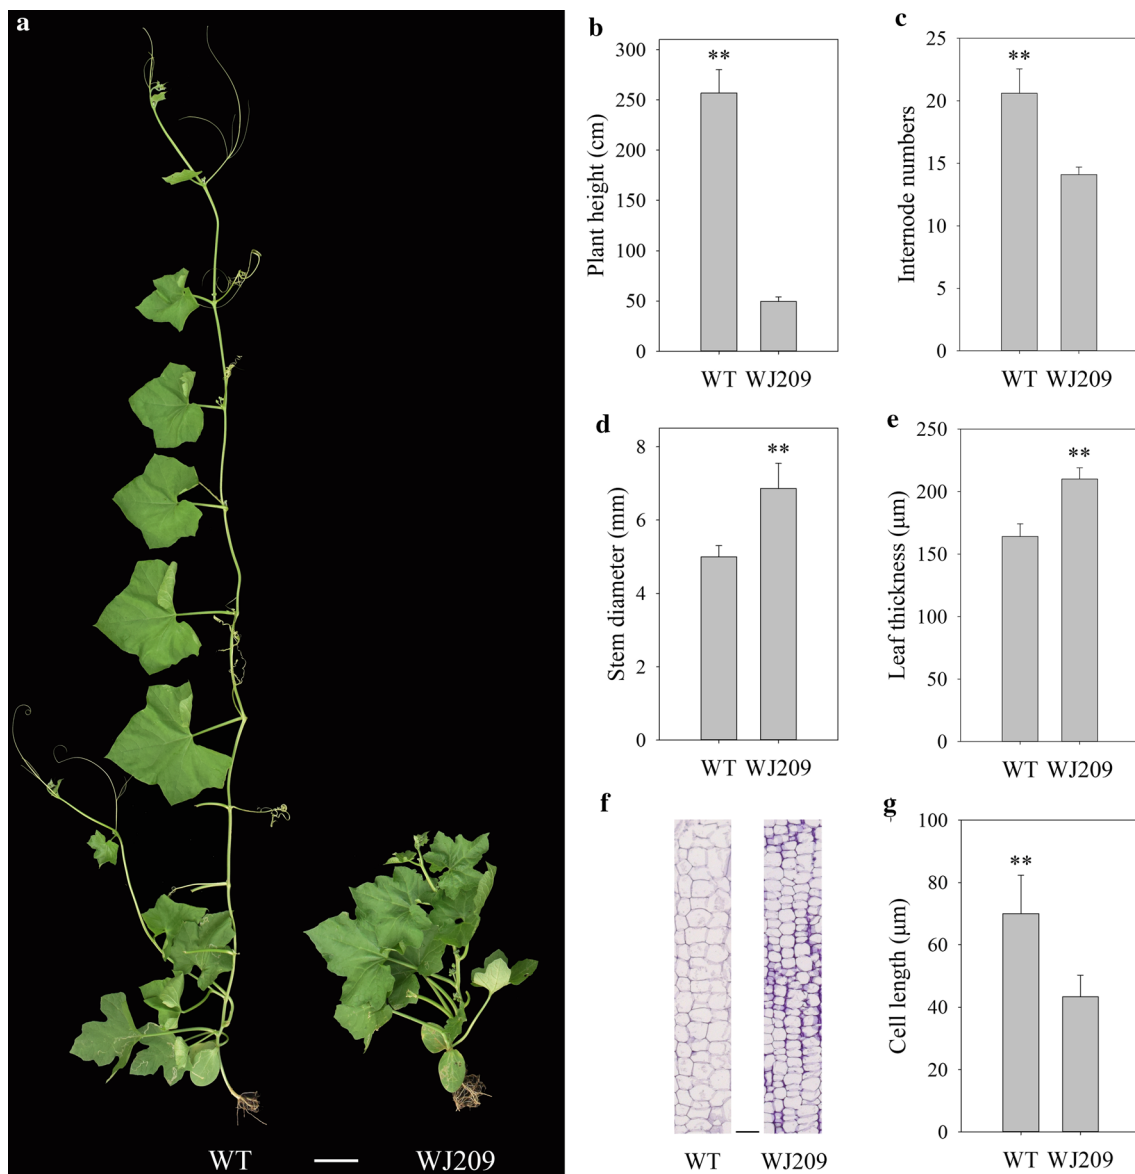 a
WT WJ209
b
Plant height (cm)
300
250
200
150
100
50
0
**
WT WJ209
c
Internode numbers
25
20
15
10
5
0
**
WT WJ209
d
Stem diameter (mm)
8
6
4
2
0
**
WT WJ209
e
Leaf thickness (µm)
250
200
150
100
50
0
**
WT WJ209
f
WT WJ209
g
Cell length (µm)
100
80
60
40
20
0
**
WT WJ209